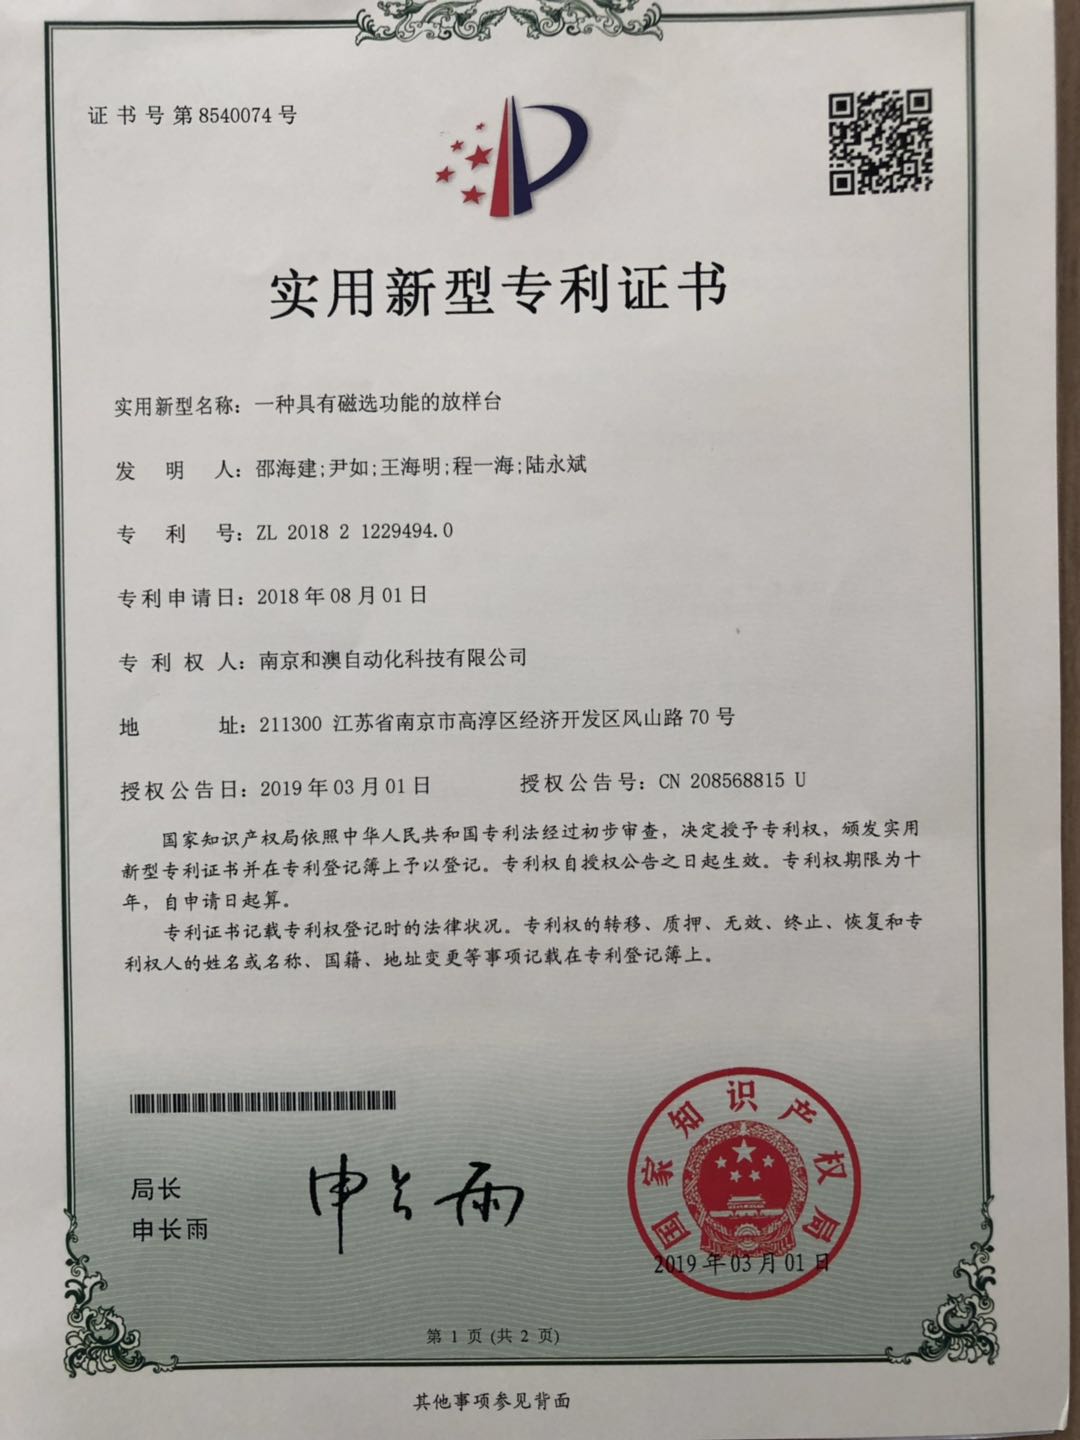 证书号第8540074号
实用新型专利证书
实用新型名称：一种具有磁选功能的放样台
发明人：邵海建;尹如;王海明;程一海;陆永斌
专利号：ZL 2018 2 1229494.0
专利申请日：2018年08月01日
专利权人：南京和澳自动化科技有限公司
地址：211300 江苏省南京市高淳区经济开发区凤山路70号
授权公告日：2019年03月01日 授权公告号：CN 208568815 U
国家知识产权局依照中华人民共和国专利法经过初步审查，决定授予专利权，颁发实用
新型专利证书并在专利登记簿上予以登记。专利权自授权公告之日起生效。专利权期限为十
年，自申请日起算。
专利证书记载专利权登记时的法律状况。专利权的转移、质押、无效、终止、恢复和专
利权人的姓名或名称、国籍、地址变更等事项记载在专利登记簿上。
局长
申长雨
申长雨
国家知识产权局
2019年03月01日
第 1 页 (共 2 页)
其他事项参见背面